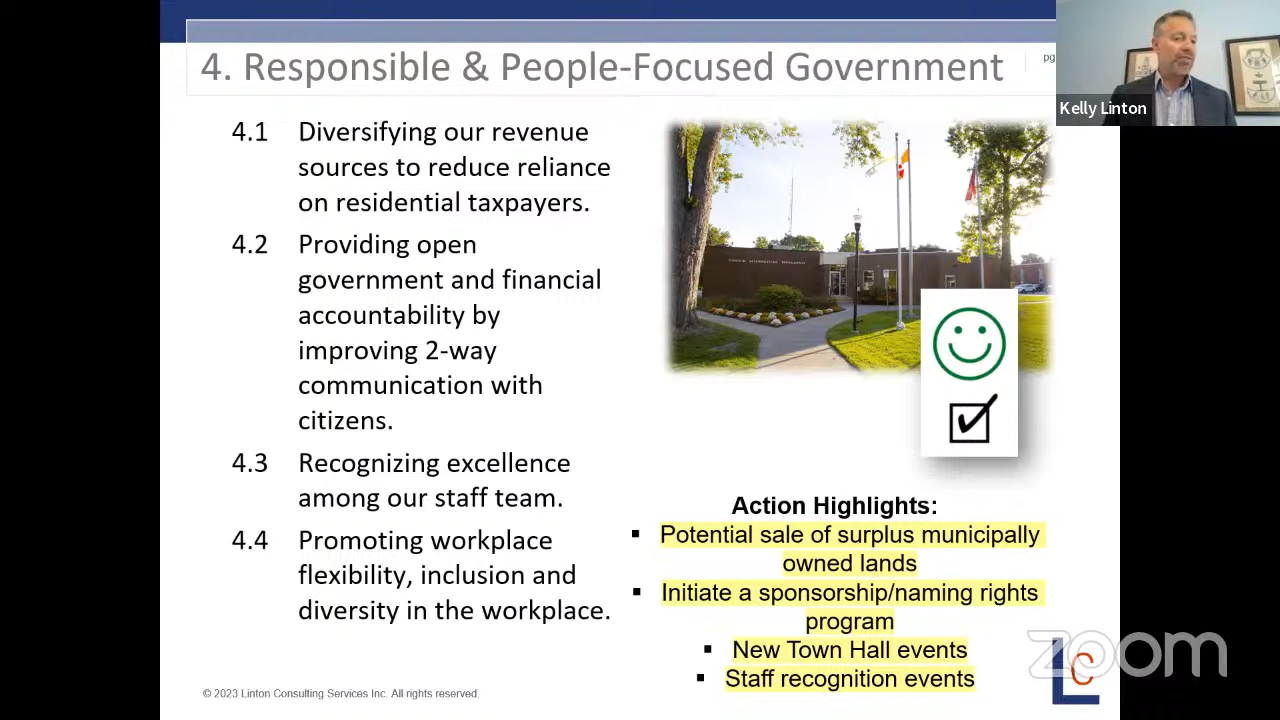 4. Responsible & People-Focused Government
pg
Kelly Linton
4.1 Diversifying our revenue
sources to reduce reliance
on residential taxpayers.
4.2 Providing open
government and financial
accountability by
improving 2-way
communication with
citizens.
4.3 Recognizing excellence
among our staff team.
4.4 Promoting workplace
flexibility, inclusion and
diversity in the workplace.
Action Highlights:
▪ Potential sale of surplus municipally
owned lands
▪ Initiate a sponsorship/naming rights
program
▪ New Town Hall events
▪ Staff recognition events
zoom
LC
© 2023 Linton Consulting Services Inc. All rights reserved.